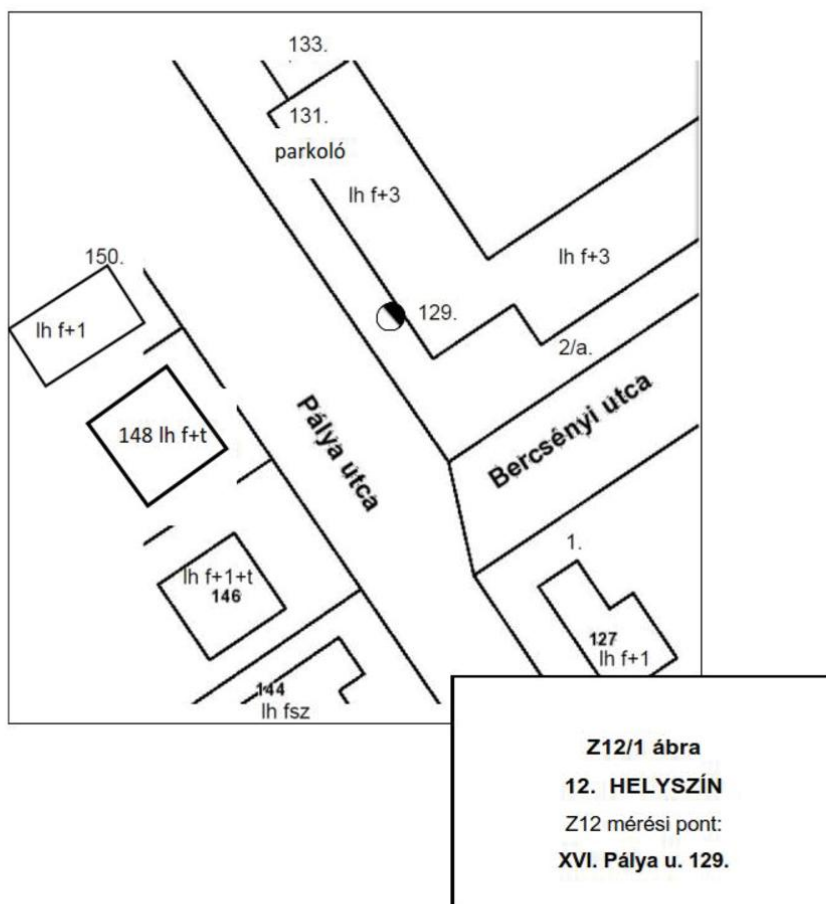 133.
131.
parkoló
lh f+3
150.
lh f+3
lh f+1
129.
2/a.
148 lh f+t
Pálya utca
Bercsényi utca
1.
lh f+1+t
146
127
lh f+1
144
lh fsz
Z12/1 ábra
12. HELYSZÍN
Z12 mérési pont:
XVI. Pálya u. 129.